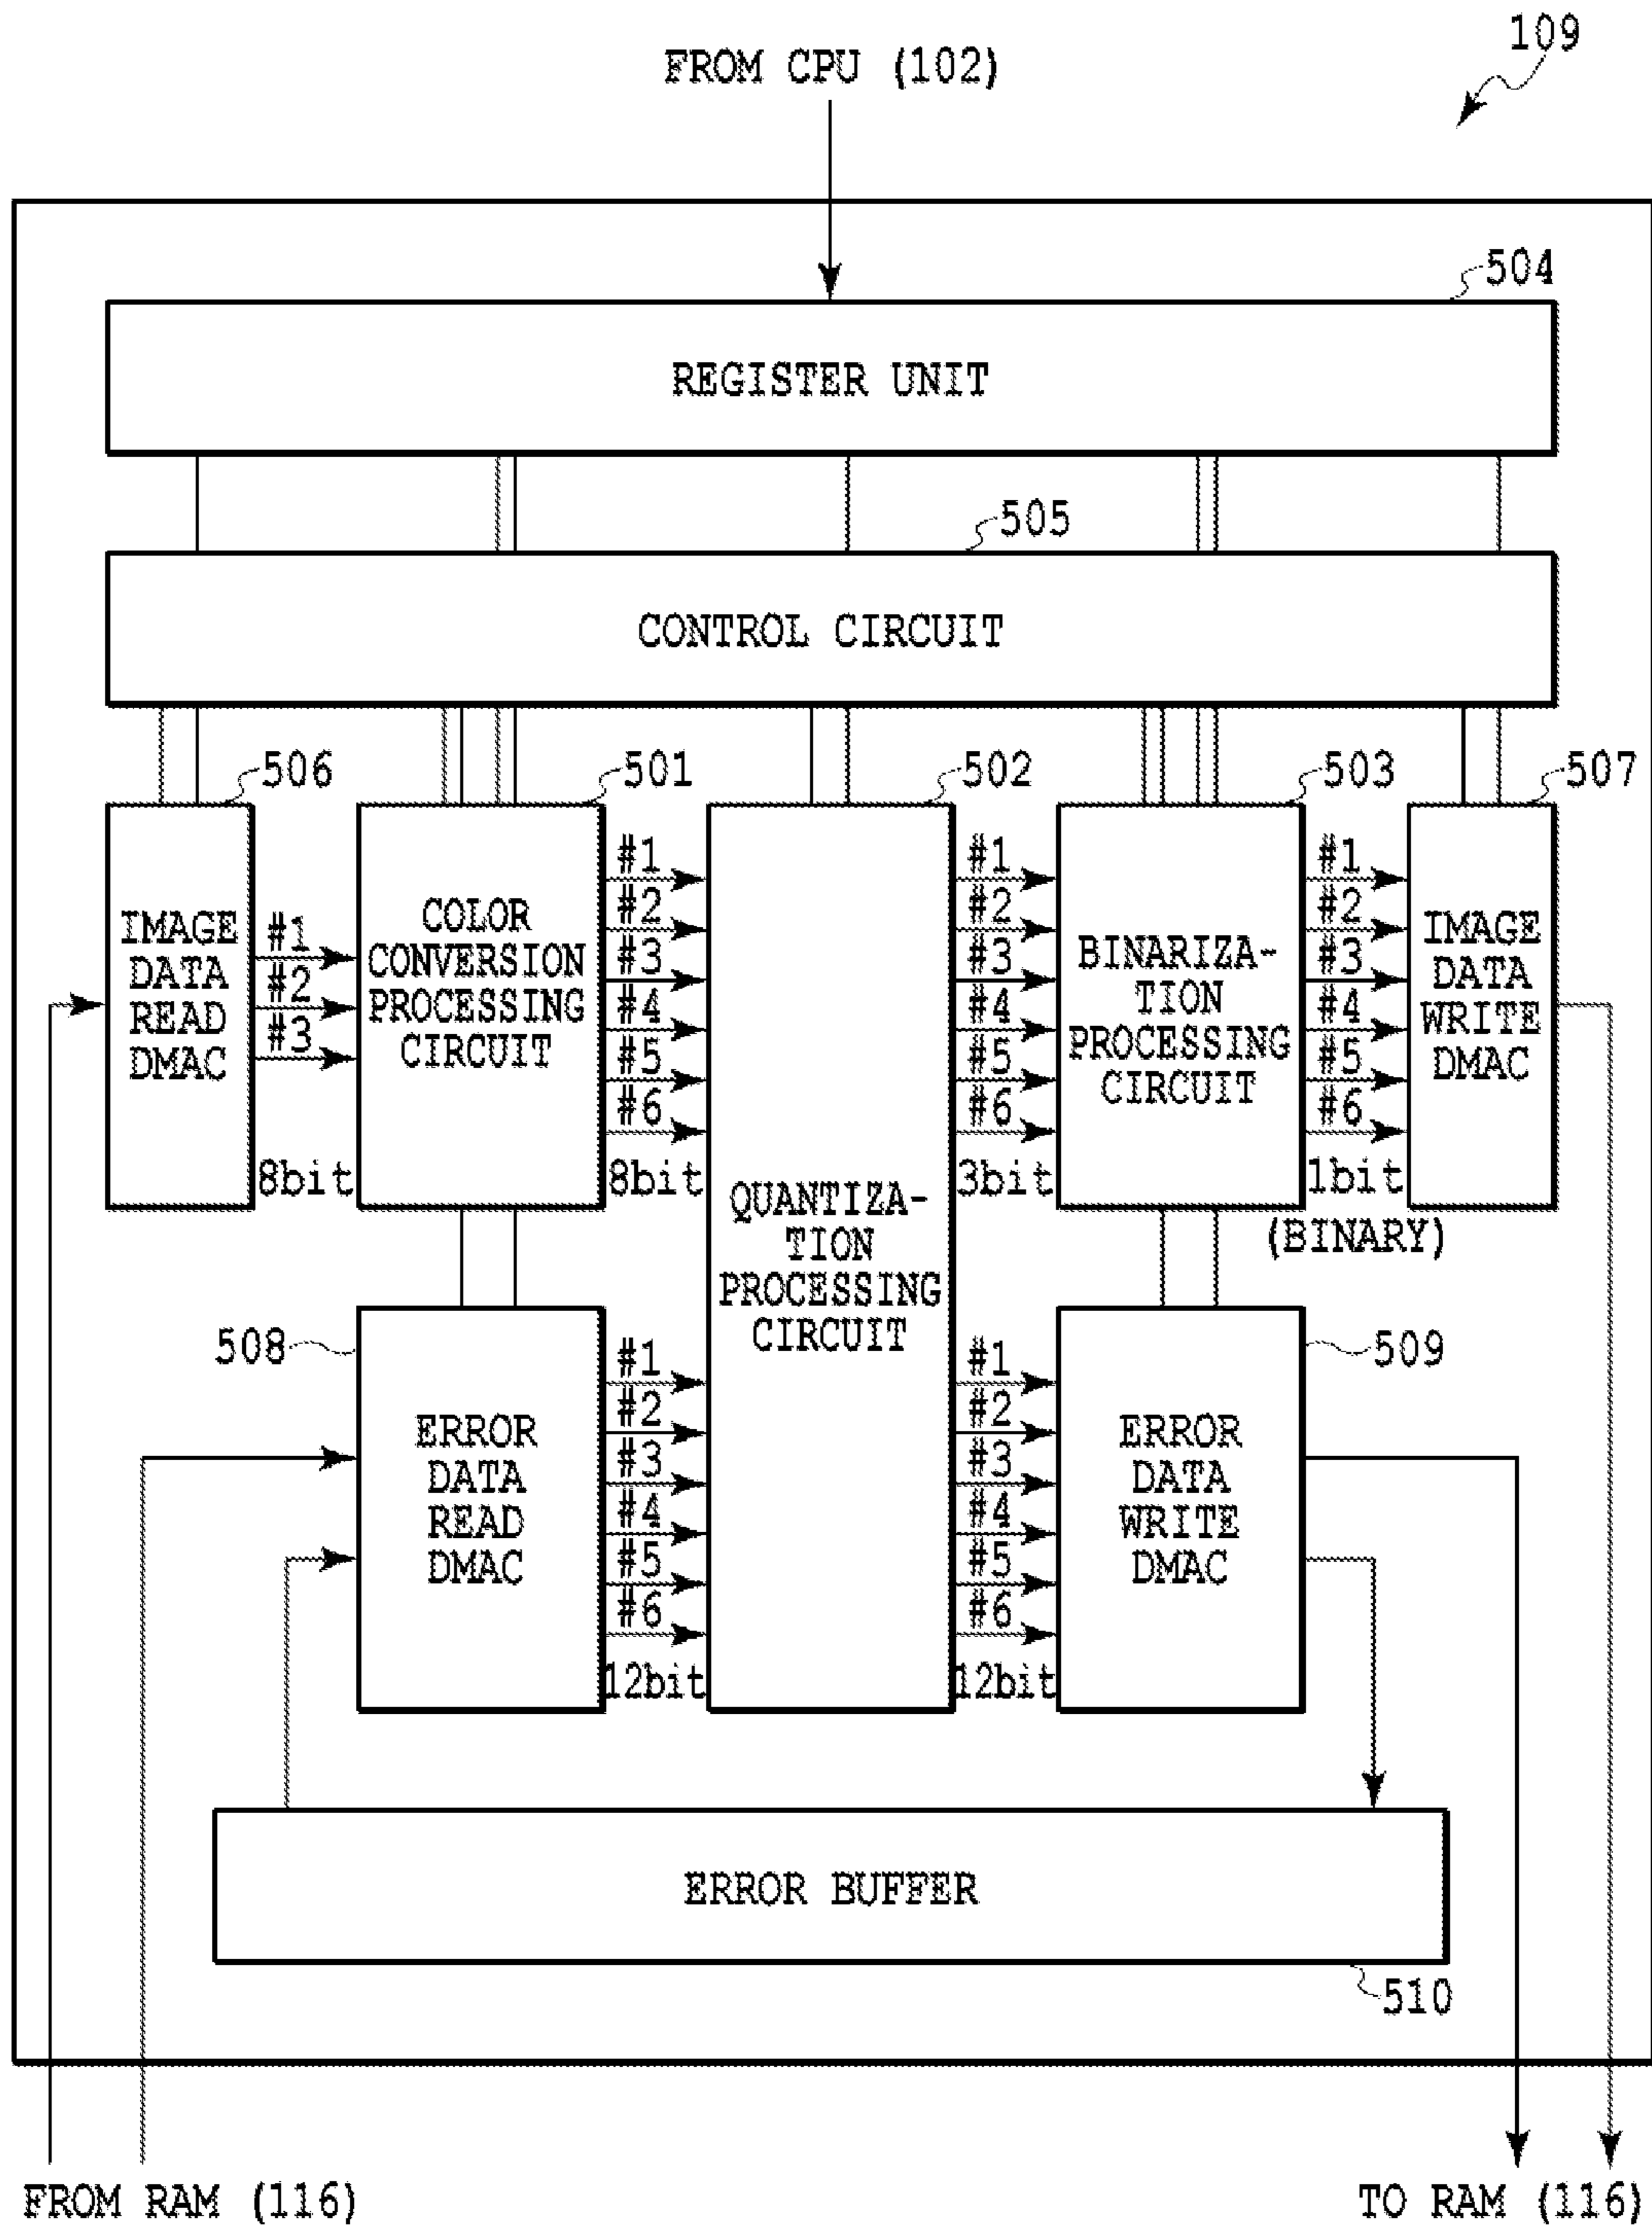 109
FROM CPU (102)
504
REGISTER UNIT
505
CONTROL CIRCUIT
506
501
502
503
507
IMAGE
DATA
READ
DMAC
#1
#2
#3
8bit
COLOR
CONVERSION
PROCESSING
CIRCUIT
#1
#2
#3
#4
#5
#6
8bit
QUANTIZA-
TION
PROCESSING
CIRCUIT
#1
#2
#3
#4
#5
#6
3bit
BINARIZA-
TION
PROCESSING
CIRCUIT
#1
#2
#3
#4
#5
#6
1bit
(BINARY)
IMAGE
DATA
WRITE
DMAC
508
ERROR
DATA
READ
DMAC
#1
#2
#3
#4
#5
#6
12bit
#1
#2
#3
#4
#5
#6
12bit
509
ERROR
DATA
WRITE
DMAC
ERROR BUFFER
510
FROM RAM (116)
TO RAM (116)